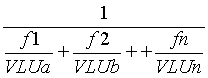 1
f1 + f2 + + fn
VLUa VLUb VLUn